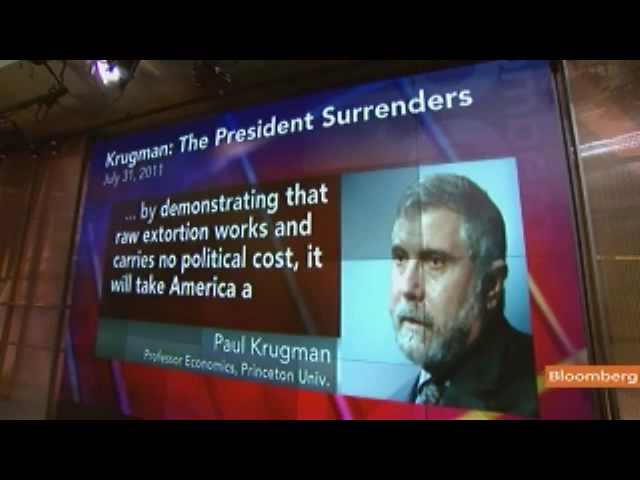 Krugman: The President Surrenders
July 31, 2011
... by demonstrating that
raw extortion works and
carries no political cost, it
will take America a
Paul Krugman
Professor Economics, Princeton Univ.
Bloomberg